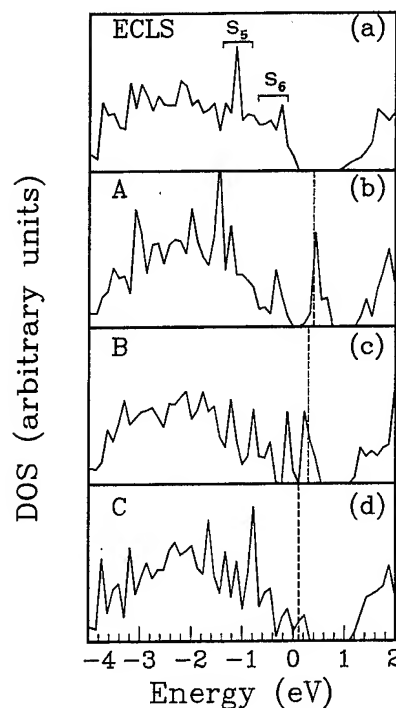 ECLS
S5
S6
(a)
A
(b)
B
(c)
C
(d)
DOS (arbitrary units)
-4 -3 -2 -1 0 1 2
Energy (eV)